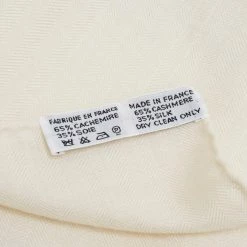 FABRIQUE EN FRANCE
65% CACHEMIRE
35% SOIE
MADE IN FRANCE
65% CASHMERE
35% SILK
DRY CLEAN ONLY